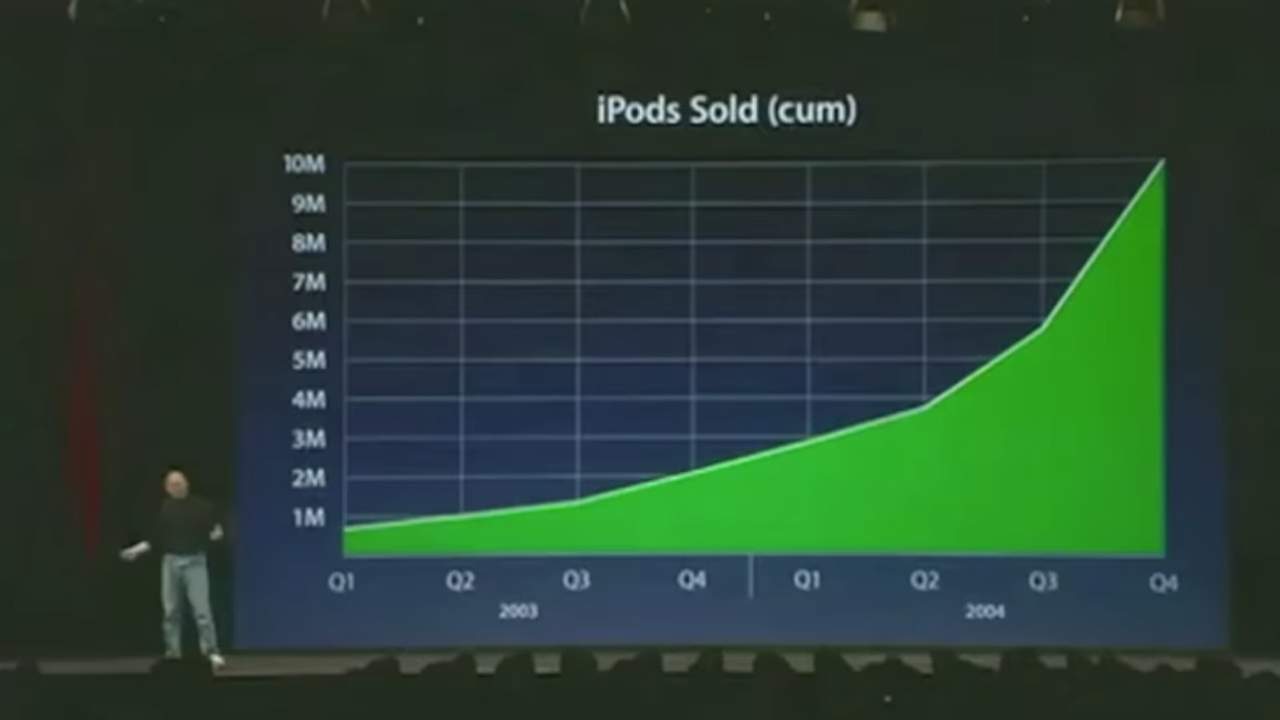 iPods Sold (cum)
10M
9M
8M
7M
6M
5M
4M
3M
2M
1M
Q1 Q2 Q3 Q4 Q1 Q2 Q3 Q4
2003 2004